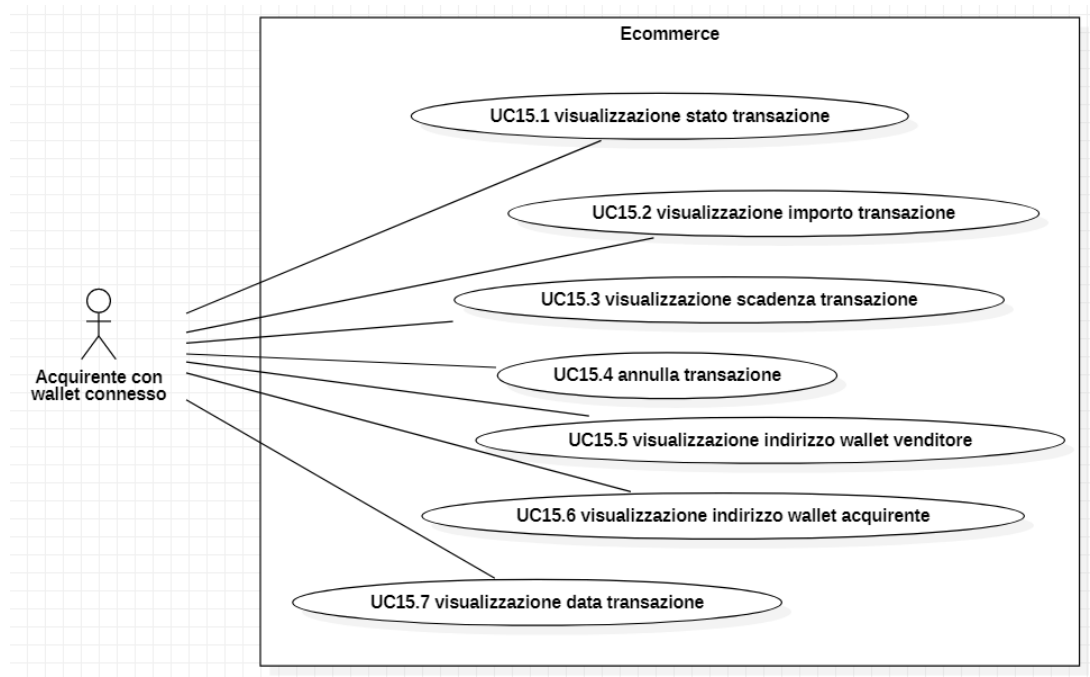 Ecommerce
UC15.1 visualizzazione stato transazione
UC15.2 visualizzazione importo transazione
UC15.3 visualizzazione scadenza transazione
Acquirente con
wallet connesso
UC15.4 annulla transazione
UC15.5 visualizzazione indirizzo wallet venditore
UC15.6 visualizzazione indirizzo wallet acquirente
UC15.7 visualizzazione data transazione